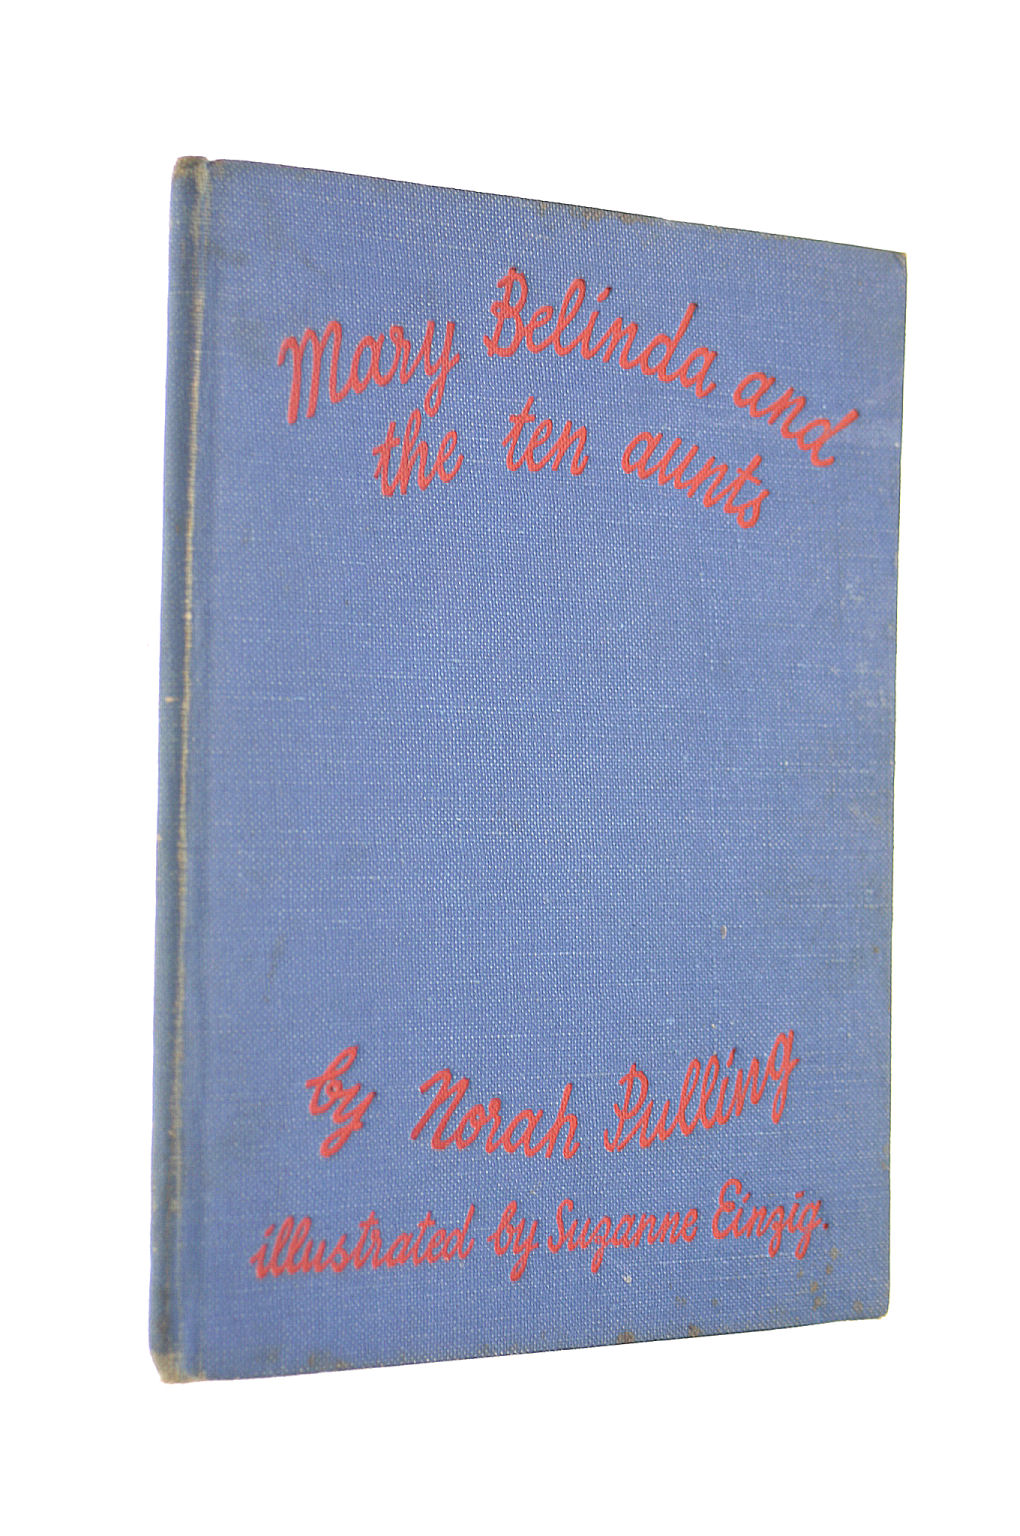 Mary Belinda and
the ten aunts
by Norah Pulling
illustrated by Suzanne Einzig.